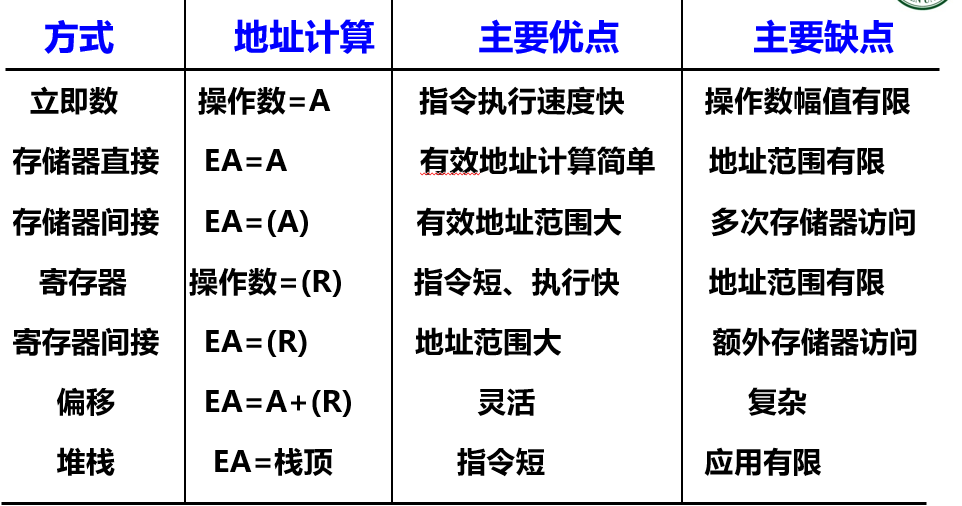 方式 地址计算 主要优点 主要缺点
立即数 操作数=A 指令执行速度快 操作数幅值有限
存储器直接 EA=A 有效地址计算简单 地址范围有限
存储器间接 EA=(A) 有效地址范围大 多次存储器访问
寄存器 操作数=(R) 指令短、执行快 地址范围有限
寄存器间接 EA=(R) 地址范围大 额外存储器访问
偏移 EA=A+(R) 灵活 复杂
堆栈 EA=栈顶 指令短 应用有限